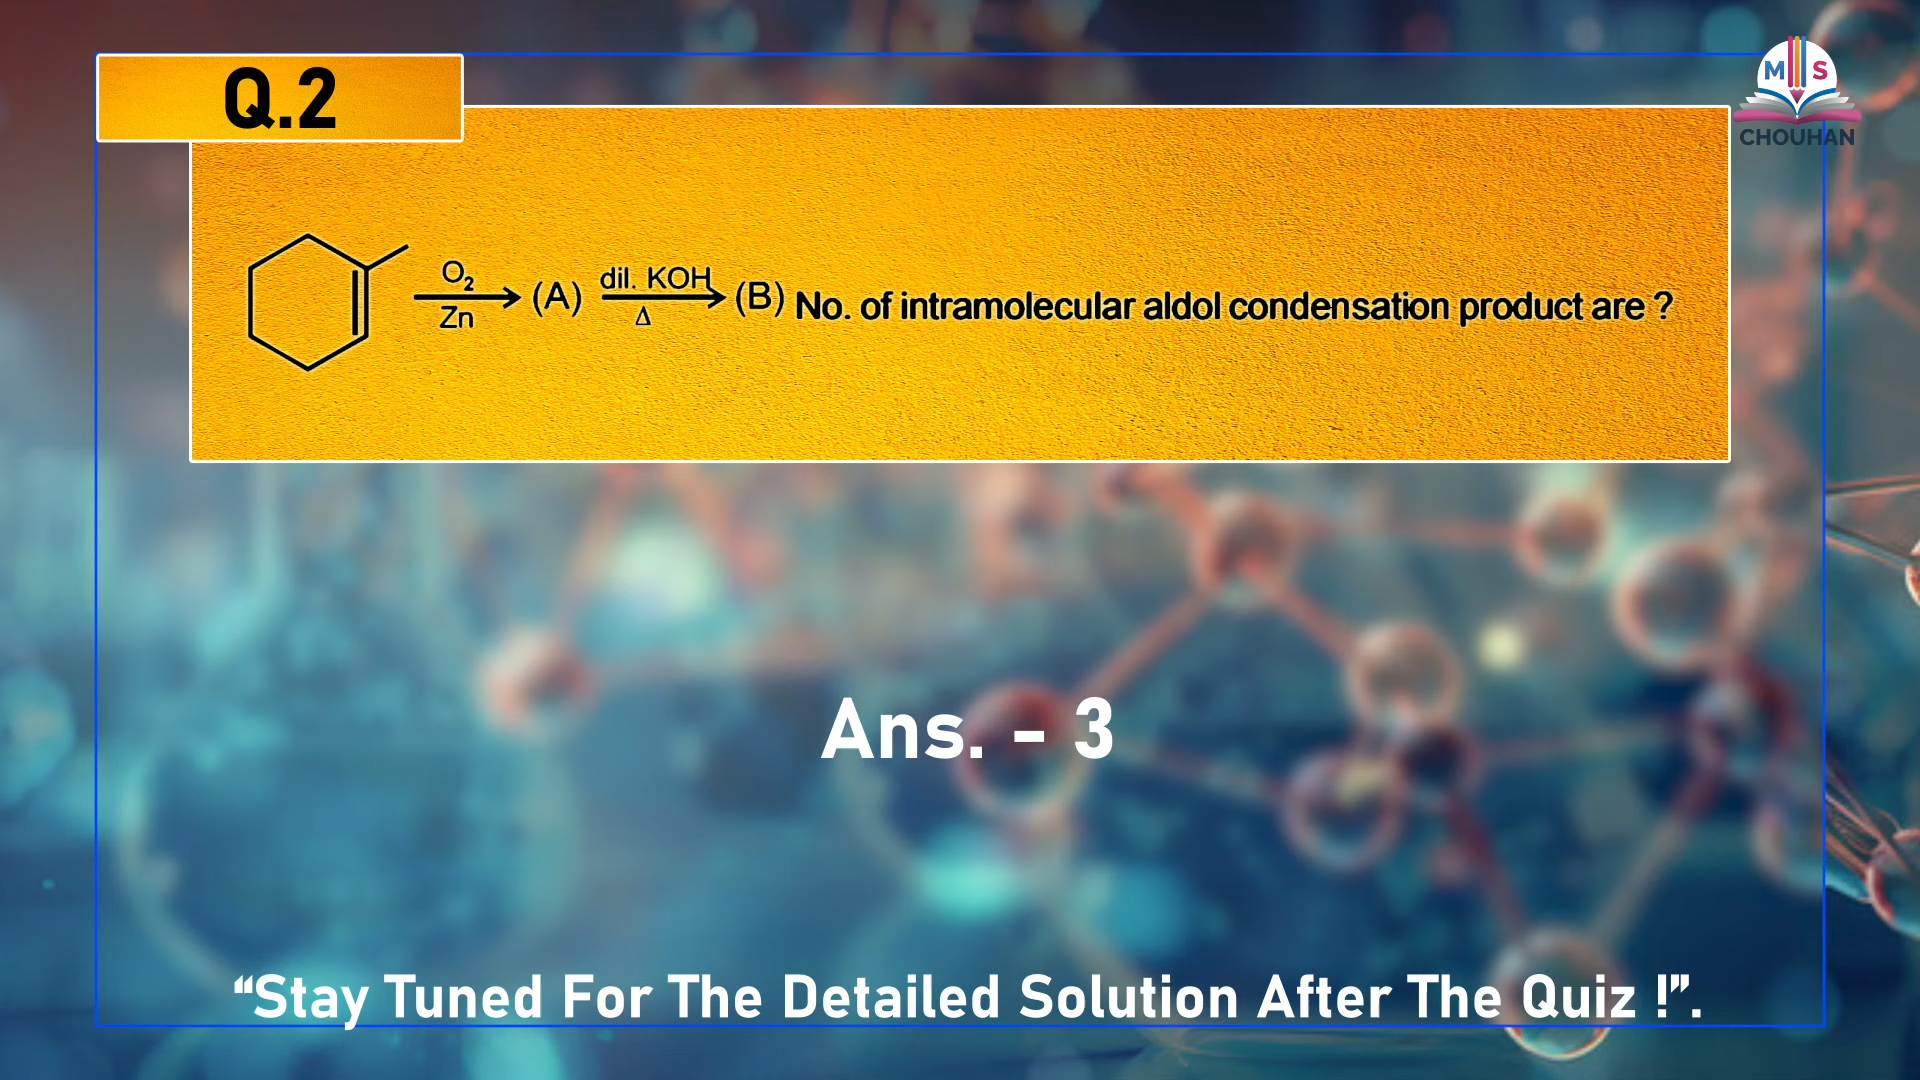 Q.2
M S
CHOUHAN
O₂
Zn
(A)
dil. KOH
Δ
(B) No. of intramolecular aldol condensation product are ?
Ans. - 3
“Stay Tuned For The Detailed Solution After The Quiz !”.